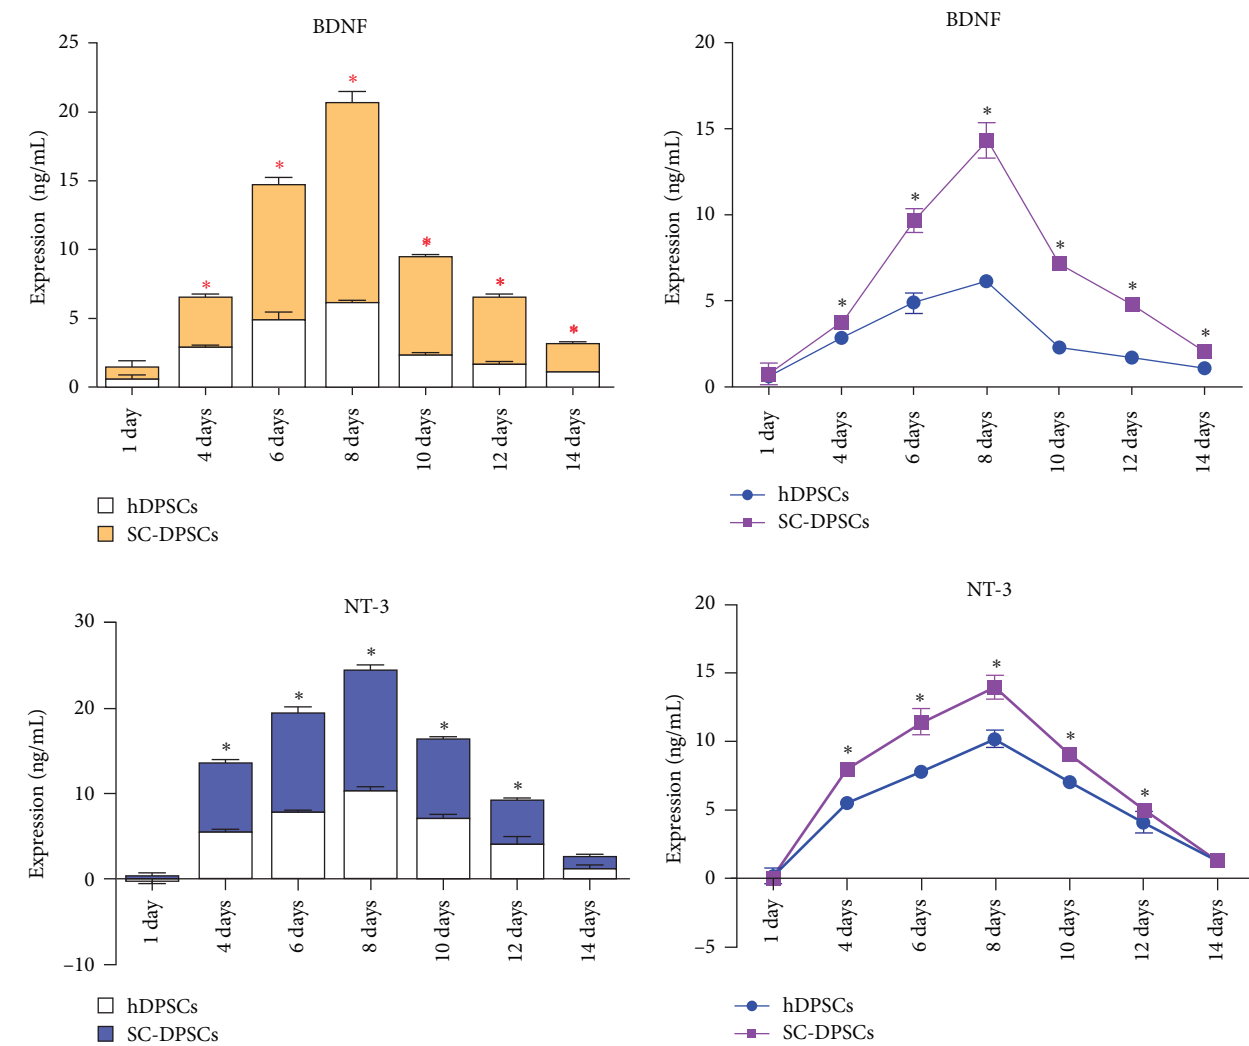 BDNF
Expression (ng/mL)
25
20
15
10
5
0
*
*
*
*
*
*
1 day
4 days
6 days
8 days
10 days
12 days
14 days
hDPSCs
SC-DPSCs
BDNF
Expression (ng/mL)
20
15
10
5
0
*
*
*
*
*
*
1 day
4 days
6 days
8 days
10 days
12 days
14 days
hDPSCs
SC-DPSCs
NT-3
Expression (ng/mL)
30
20
10
0
–10
*
*
*
*
*
1 day
4 days
6 days
8 days
10 days
12 days
14 days
hDPSCs
SC-DPSCs
NT-3
Expression (ng/mL)
20
15
10
5
0
–5
*
*
*
*
*
1 day
4 days
6 days
8 days
10 days
12 days
14 days
hDPSCs
SC-DPSCs